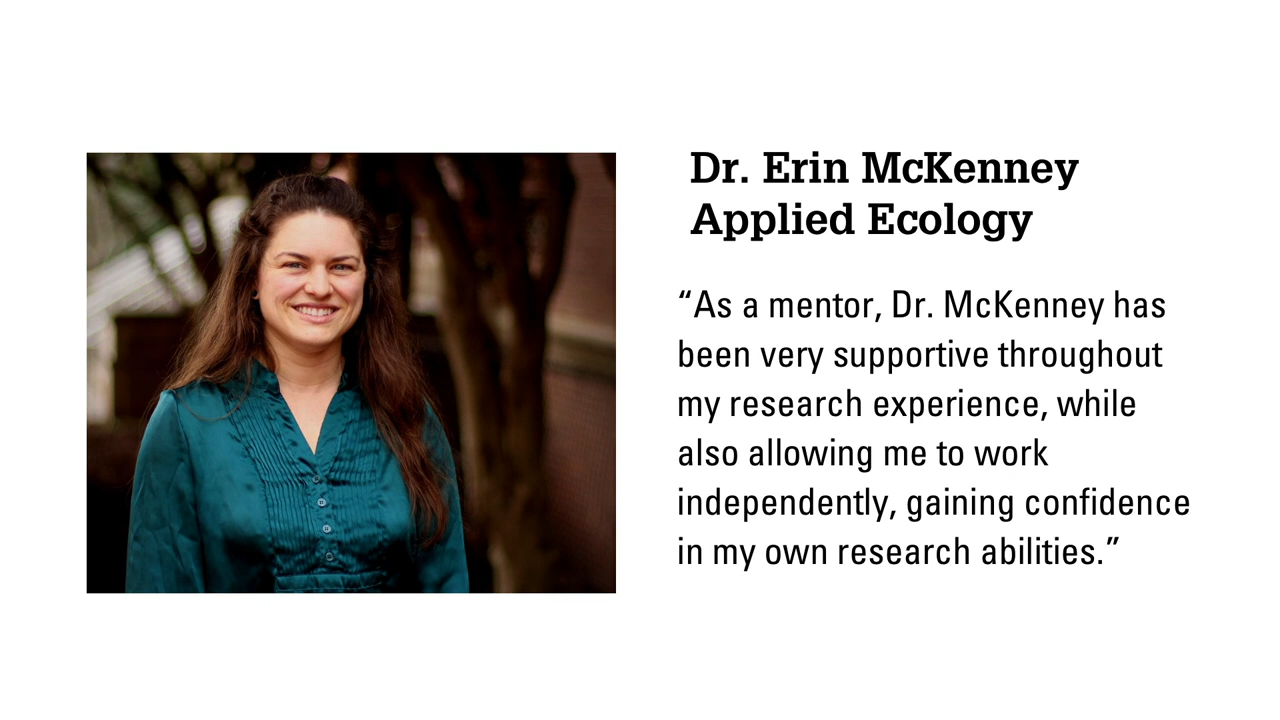 Dr. Erin McKenney
Applied Ecology
“As a mentor, Dr. McKenney has
been very supportive throughout
my research experience, while
also allowing me to work
independently, gaining confidence
in my own research abilities.”